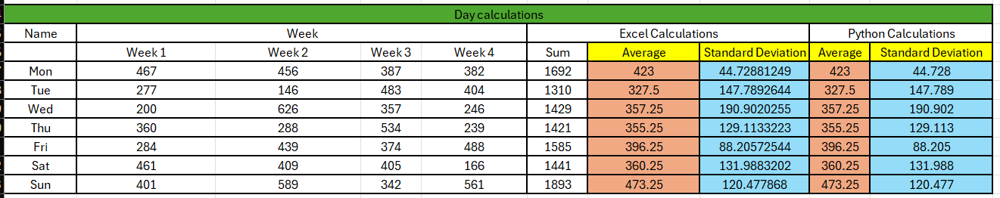 Day calculations
Name Week Excel Calculations Python Calculations
Week 1 Week 2 Week 3 Week 4 Sum Average Standard Deviation Average Standard Deviation
Mon 467 456 387 382 1692 423 44.72881249 423 44.728
Tue 277 146 483 404 1310 327.5 147.7892644 327.5 147.789
Wed 200 626 357 246 1429 357.25 190.9020255 357.25 190.902
Thu 360 288 534 239 1421 355.25 129.1133223 355.25 129.113
Fri 284 439 374 488 1585 396.25 88.20572544 396.25 88.205
Sat 461 409 405 166 1441 360.25 131.9883202 360.25 131.988
Sun 401 589 342 561 1893 473.25 120.477868 473.25 120.477